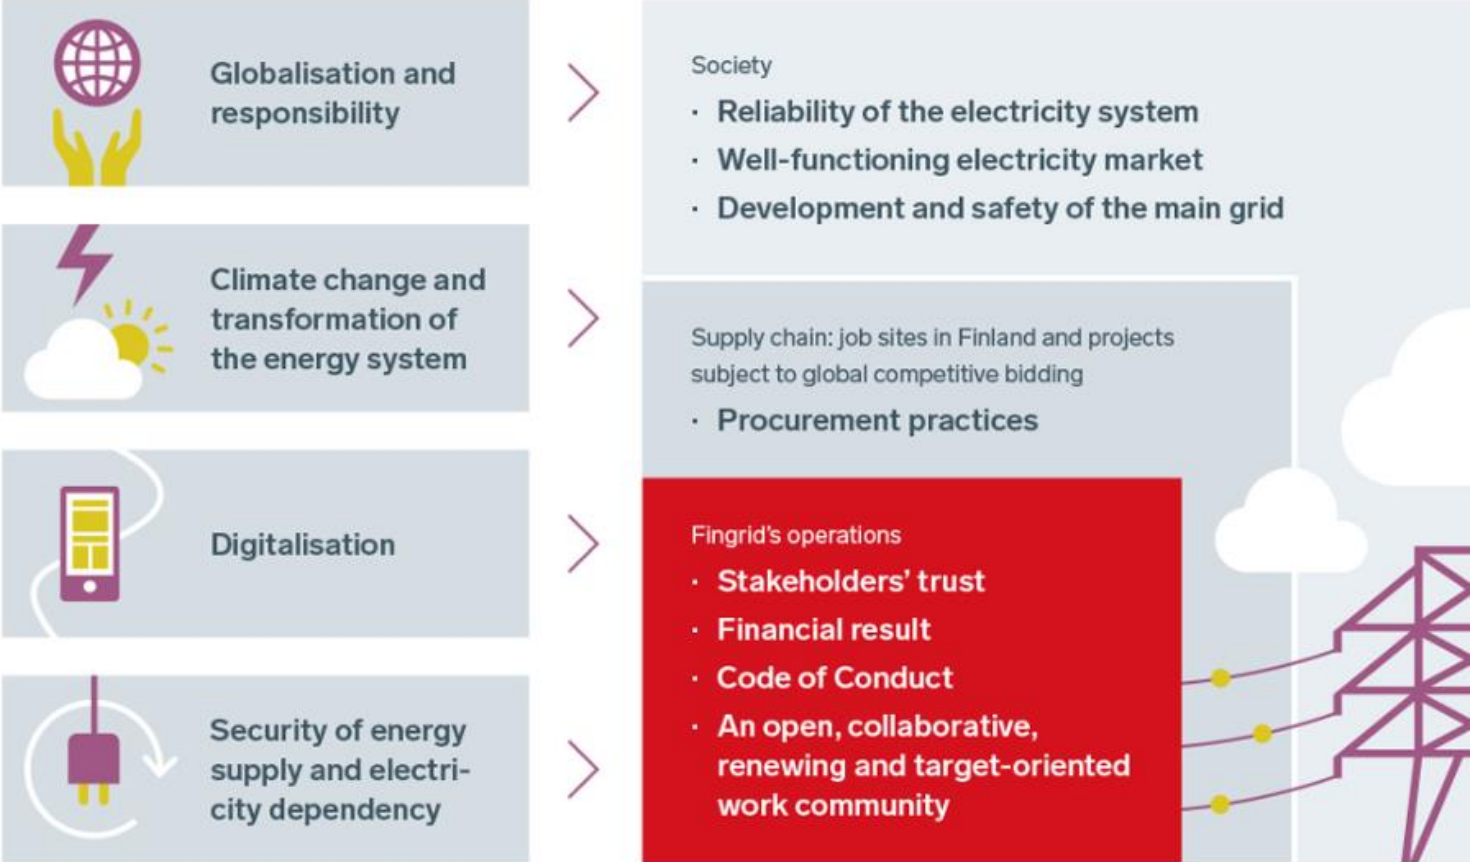 Globalisation and
responsibility
Climate change and
transformation of
the energy system
Digitalisation
Security of energy
supply and electri-
city dependency
Society
· Reliability of the electricity system
· Well-functioning electricity market
· Development and safety of the main grid
Supply chain: job sites in Finland and projects
subject to global competitive bidding
· Procurement practices
Fingrid’s operations
· Stakeholders’ trust
· Financial result
· Code of Conduct
· An open, collaborative,
renewing and target-oriented
work community